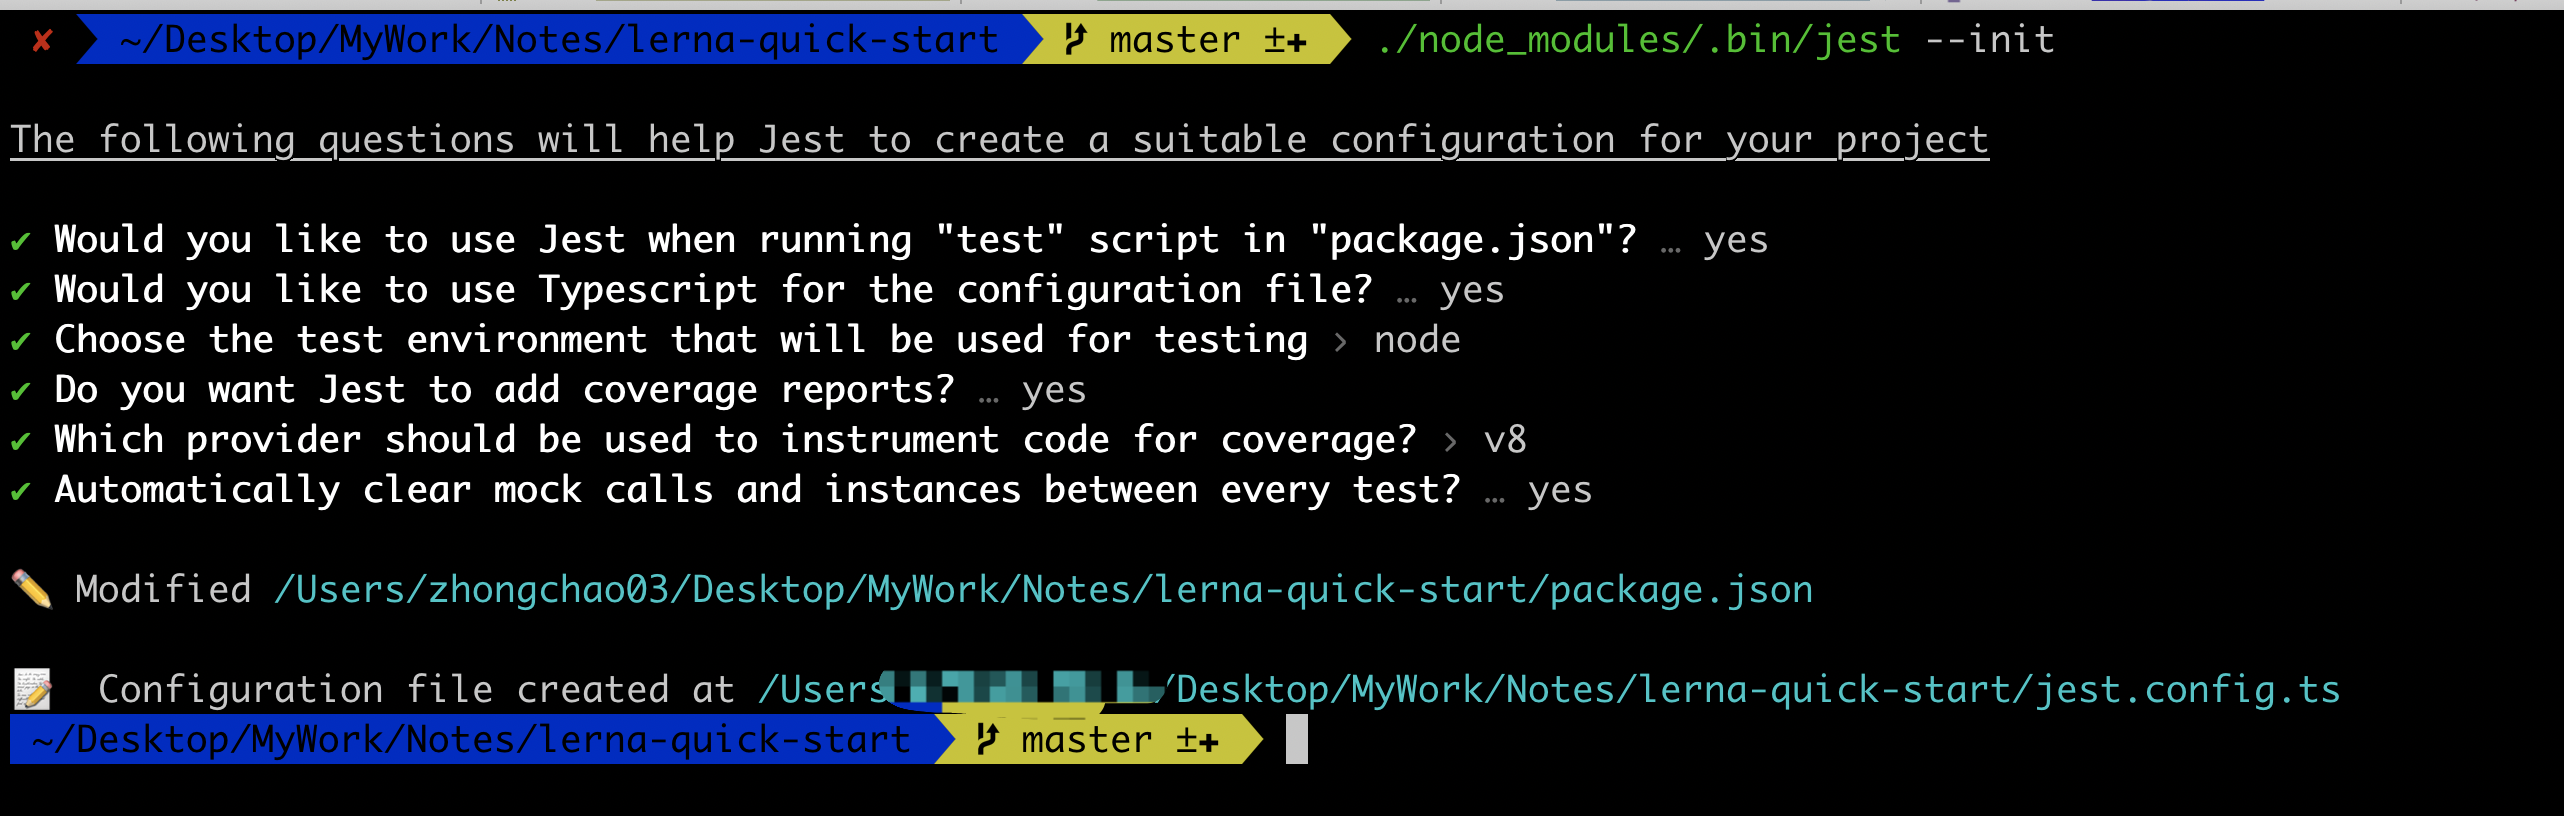 ✘ ~/Desktop/MyWork/Notes/lerna-quick-start master ±✚ ./node_modules/.bin/jest --init
The following questions will help Jest to create a suitable configuration for your project
✔ Would you like to use Jest when running "test" script in "package.json"? … yes
✔ Would you like to use Typescript for the configuration file? … yes
✔ Choose the test environment that will be used for testing › node
✔ Do you want Jest to add coverage reports? … yes
✔ Which provider should be used to instrument code for coverage? › v8
✔ Automatically clear mock calls and instances between every test? … yes
✏️ Modified /Users/zhongchao03/Desktop/MyWork/Notes/lerna-quick-start/package.json
📝 Configuration file created at /Users /Desktop/MyWork/Notes/lerna-quick-start/jest.config.ts
~/Desktop/MyWork/Notes/lerna-quick-start master ±✚